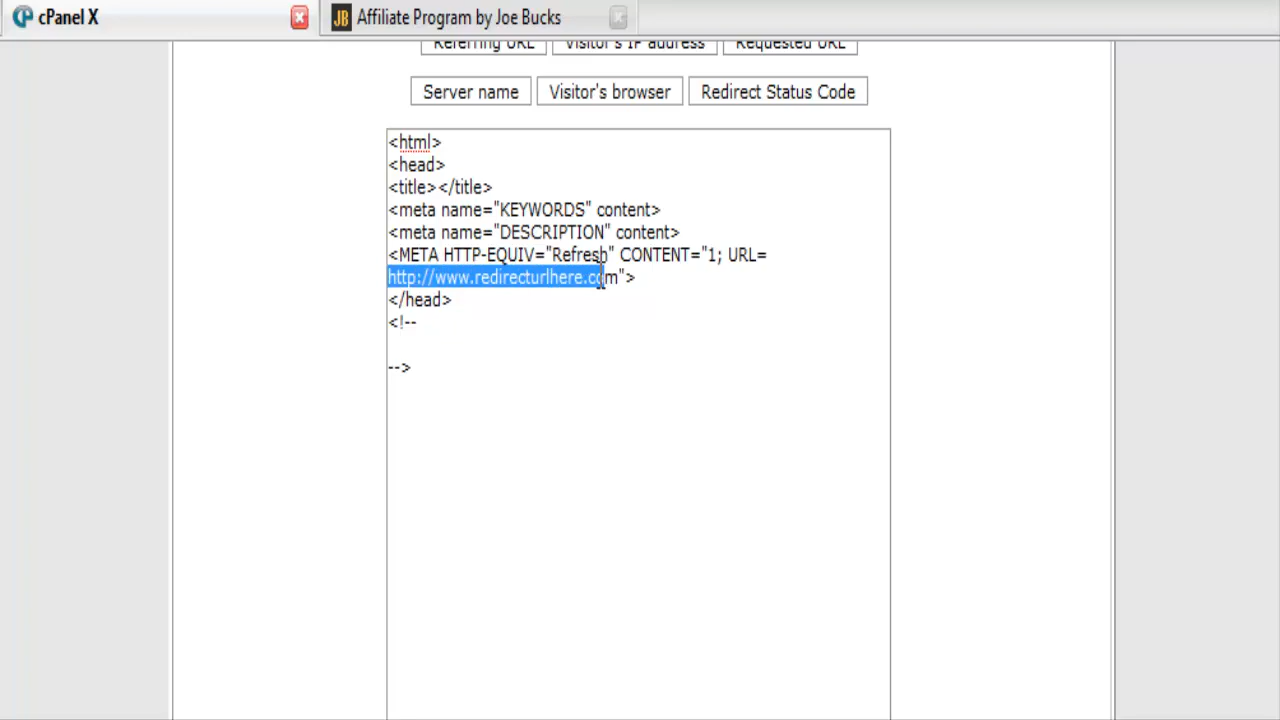 cPanel X
JB Affiliate Program by Joe Bucks
Referring URL Visitor's IP address Requested URL
Server name Visitor's browser Redirect Status Code
<html>
<head>
<title></title>
<meta name="KEYWORDS" content>
<meta name="DESCRIPTION" content>
<META HTTP-EQUIV="Refresh" CONTENT="1; URL=
http://www.redirecturlhere.com">
</head>
<!--
-->